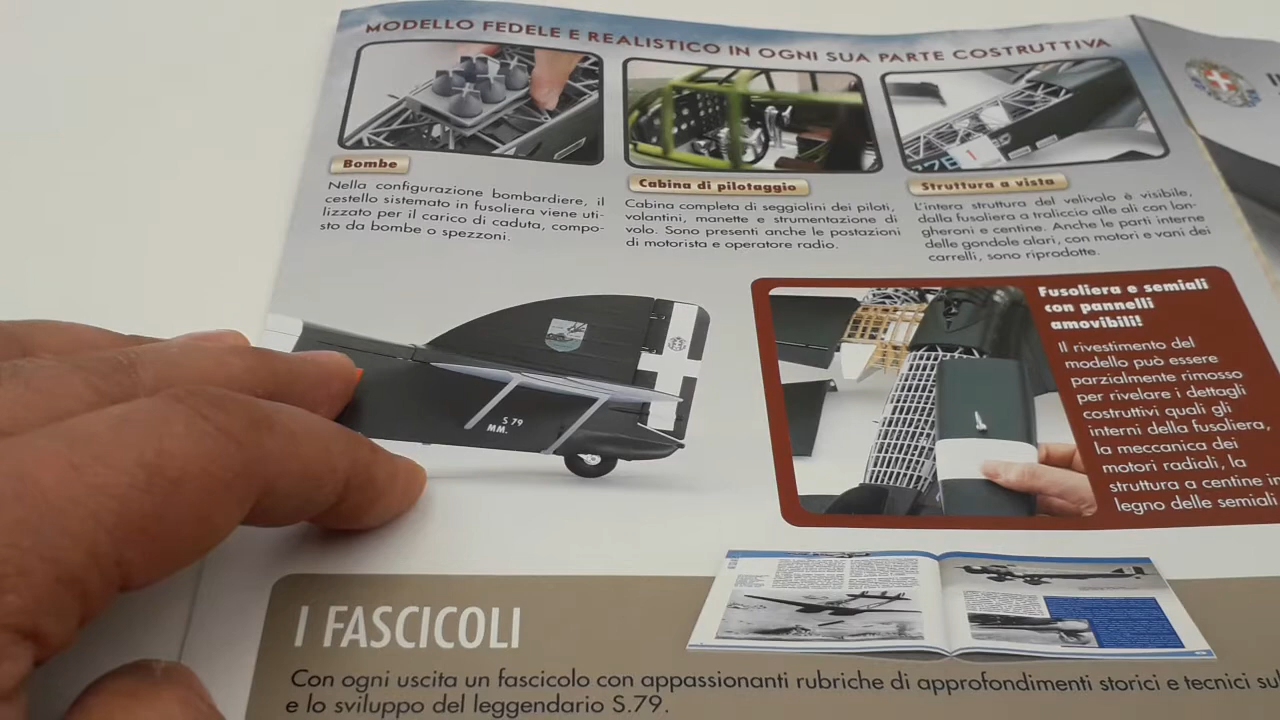 MODELLO FEDELE E REALISTICO IN OGNI SUA PARTE COSTRUTTIVA
Bombe
Nella configurazione bombardiere, il
cestello sistemato in fusoliera viene uti-
lizzato per il carico di caduta, compo-
sto da bombe o spezzoni.
Cabina di pilotaggio
Cabina completa di seggiolini dei piloti,
volantini, manette e strumentazione di
volo. Sono presenti anche le postazioni
di motorista e operatore radio.
Struttura a vista
L'intera struttura del velivolo è visibile,
dalla fusoliera a traliccio alle ali con lon-
gheroni e centine. Anche le parti interne
delle gondole alari, con motori e vani dei
carrelli, sono riprodotte.
S 79
MM.
Fusoliera e semiali
con pannelli
amovibili!
Il rivestimento del
modello può essere
parzialmente rimosso
per rivelare i dettagli
costruttivi quali gli
interni della fusoliera,
la meccanica dei
motori radiali, la
struttura a centine in
legno delle semiali
I FASCICOLI
Con ogni uscita un fascicolo con appassionanti rubriche di approfondimenti storici e tecnici
e lo sviluppo del leggendario S.79.